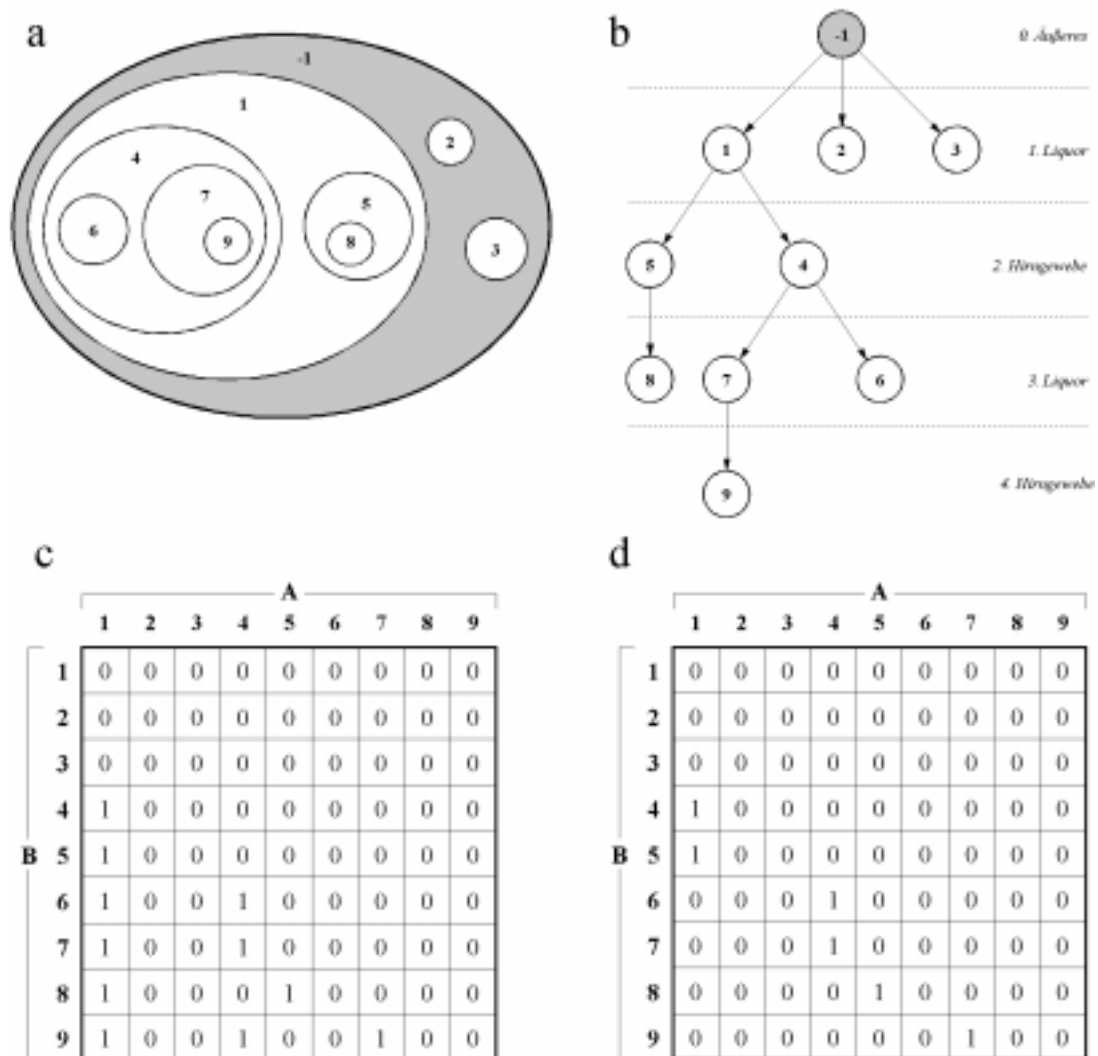 a
-1
1
2
4
7
5
6
9
8
3
b
-1
0. Äußeres
1 2 3
1. Liquor
5 4
2. Hirngewebe
8 7 6
3. Liquor
9
4. Hirngewebe
c
A
1 2 3 4 5 6 7 8 9
1 0 0 0 0 0 0 0 0 0
2 0 0 0 0 0 0 0 0 0
3 0 0 0 0 0 0 0 0 0
4 1 0 0 0 0 0 0 0 0
B 5 1 0 0 0 0 0 0 0 0
6 1 0 0 1 0 0 0 0 0
7 1 0 0 1 0 0 0 0 0
8 1 0 0 0 1 0 0 0 0
9 1 0 0 1 0 0 1 0 0
d
A
1 2 3 4 5 6 7 8 9
1 0 0 0 0 0 0 0 0 0
2 0 0 0 0 0 0 0 0 0
3 0 0 0 0 0 0 0 0 0
4 1 0 0 0 0 0 0 0 0
B 5 1 0 0 0 0 0 0 0 0
6 0 0 0 1 0 0 0 0 0
7 0 0 0 1 0 0 0 0 0
8 0 0 0 0 1 0 0 0 0
9 0 0 0 0 0 0 1 0 0